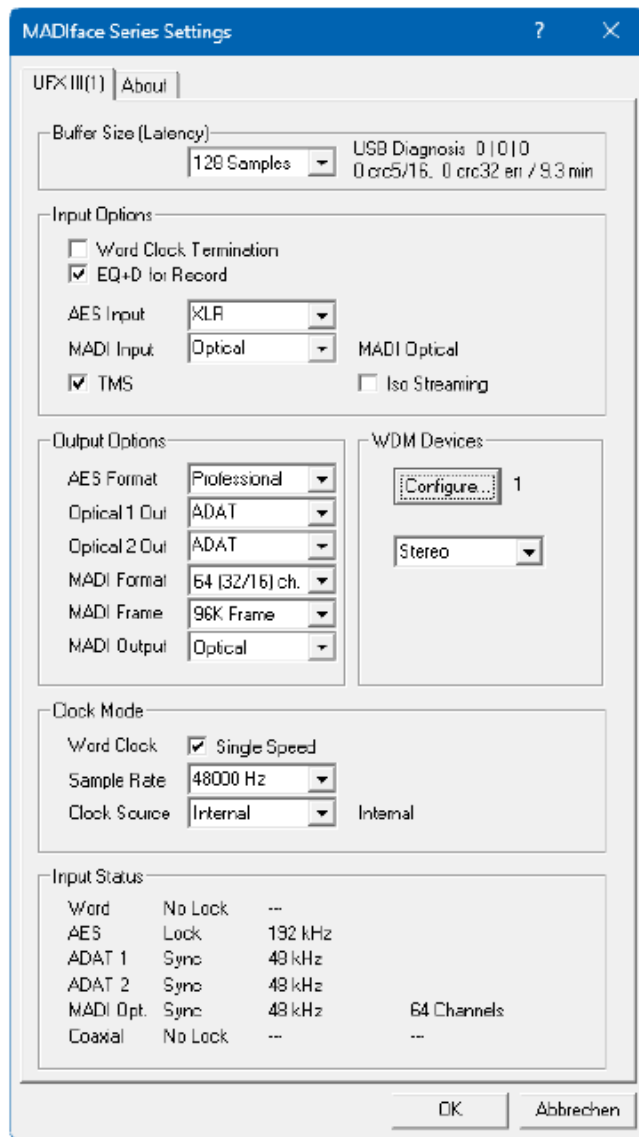 MADIface Series Settings ? ×
UFX III(1) About
Buffer Size (Latency)
128 Samples
USB Diagnosis 0 | 0 | 0
0 crc5/16, 0 crc32 err / 9.3 min
Input Options
Word Clock Termination
EQ+D for Record
AES Input XLR
MADI Input Optical MADI Optical
TMS Iso Streaming
Output Options
AES Format Professional
Optical 1 Out ADAT
Optical 2 Out ADAT
MADI Format 64 (32/16) ch.
MADI Frame 96K Frame
MADI Output Optical
WDM Devices
Configure... 1
Stereo
Clock Mode
Word Clock Single Speed
Sample Rate 48000 Hz
Clock Source Internal Internal
Input Status
Word No Lock ---
AES Lock 192 kHz
ADAT 1 Sync 48 kHz
ADAT 2 Sync 48 kHz
MADI Opt. Sync 48 kHz 64 Channels
Coaxial No Lock --- ---
OK Abbrechen